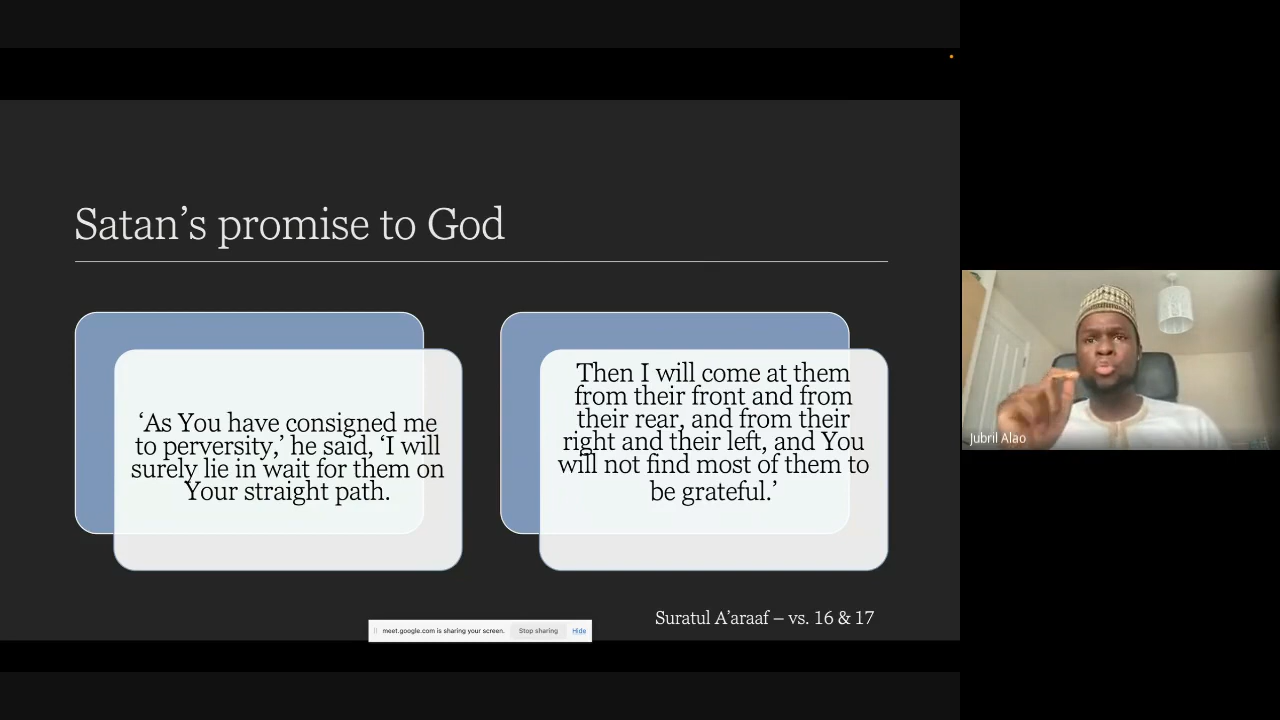 Satan’s promise to God
‘As You have consigned me
to perversity,’ he said, ‘I will
surely lie in wait for them on
Your straight path.
Then I will come at them
from their front and from
their rear, and from their
right and their left, and You
will not find most of them to
be grateful.’
Suratul A’araaf – vs. 16 & 17
meet.google.com is sharing your screen. Stop sharing Hide
Jubril Alao